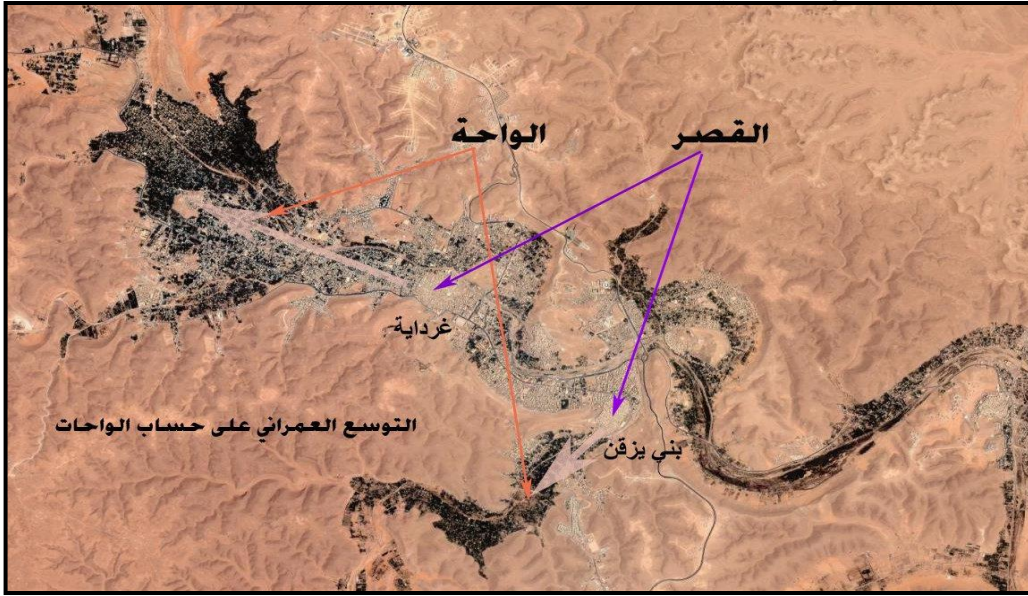 القصر
الواحة
غرداية
التوسع العمراني على حساب الواحات
بني يزقن